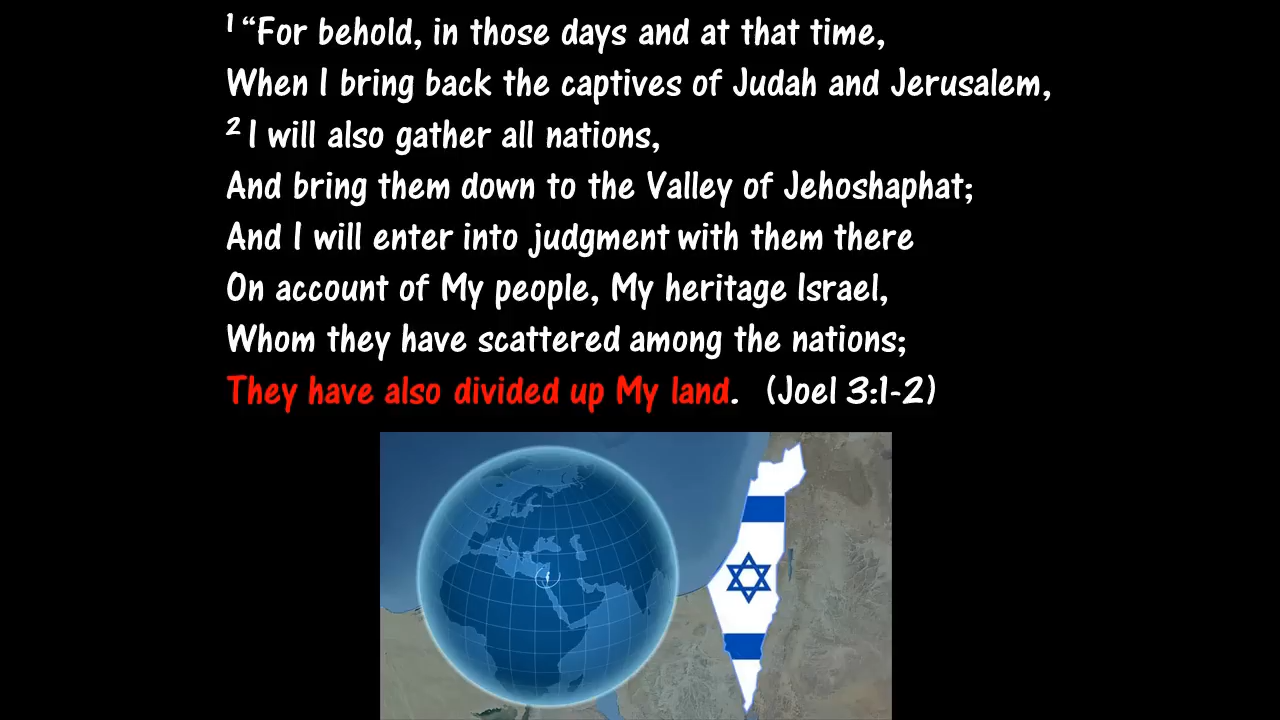 1 “For behold, in those days and at that time,
When I bring back the captives of Judah and Jerusalem,
2 I will also gather all nations,
And bring them down to the Valley of Jehoshaphat;
And I will enter into judgment with them there
On account of My people, My heritage Israel,
Whom they have scattered among the nations;
They have also divided up My land. (Joel 3:1-2)